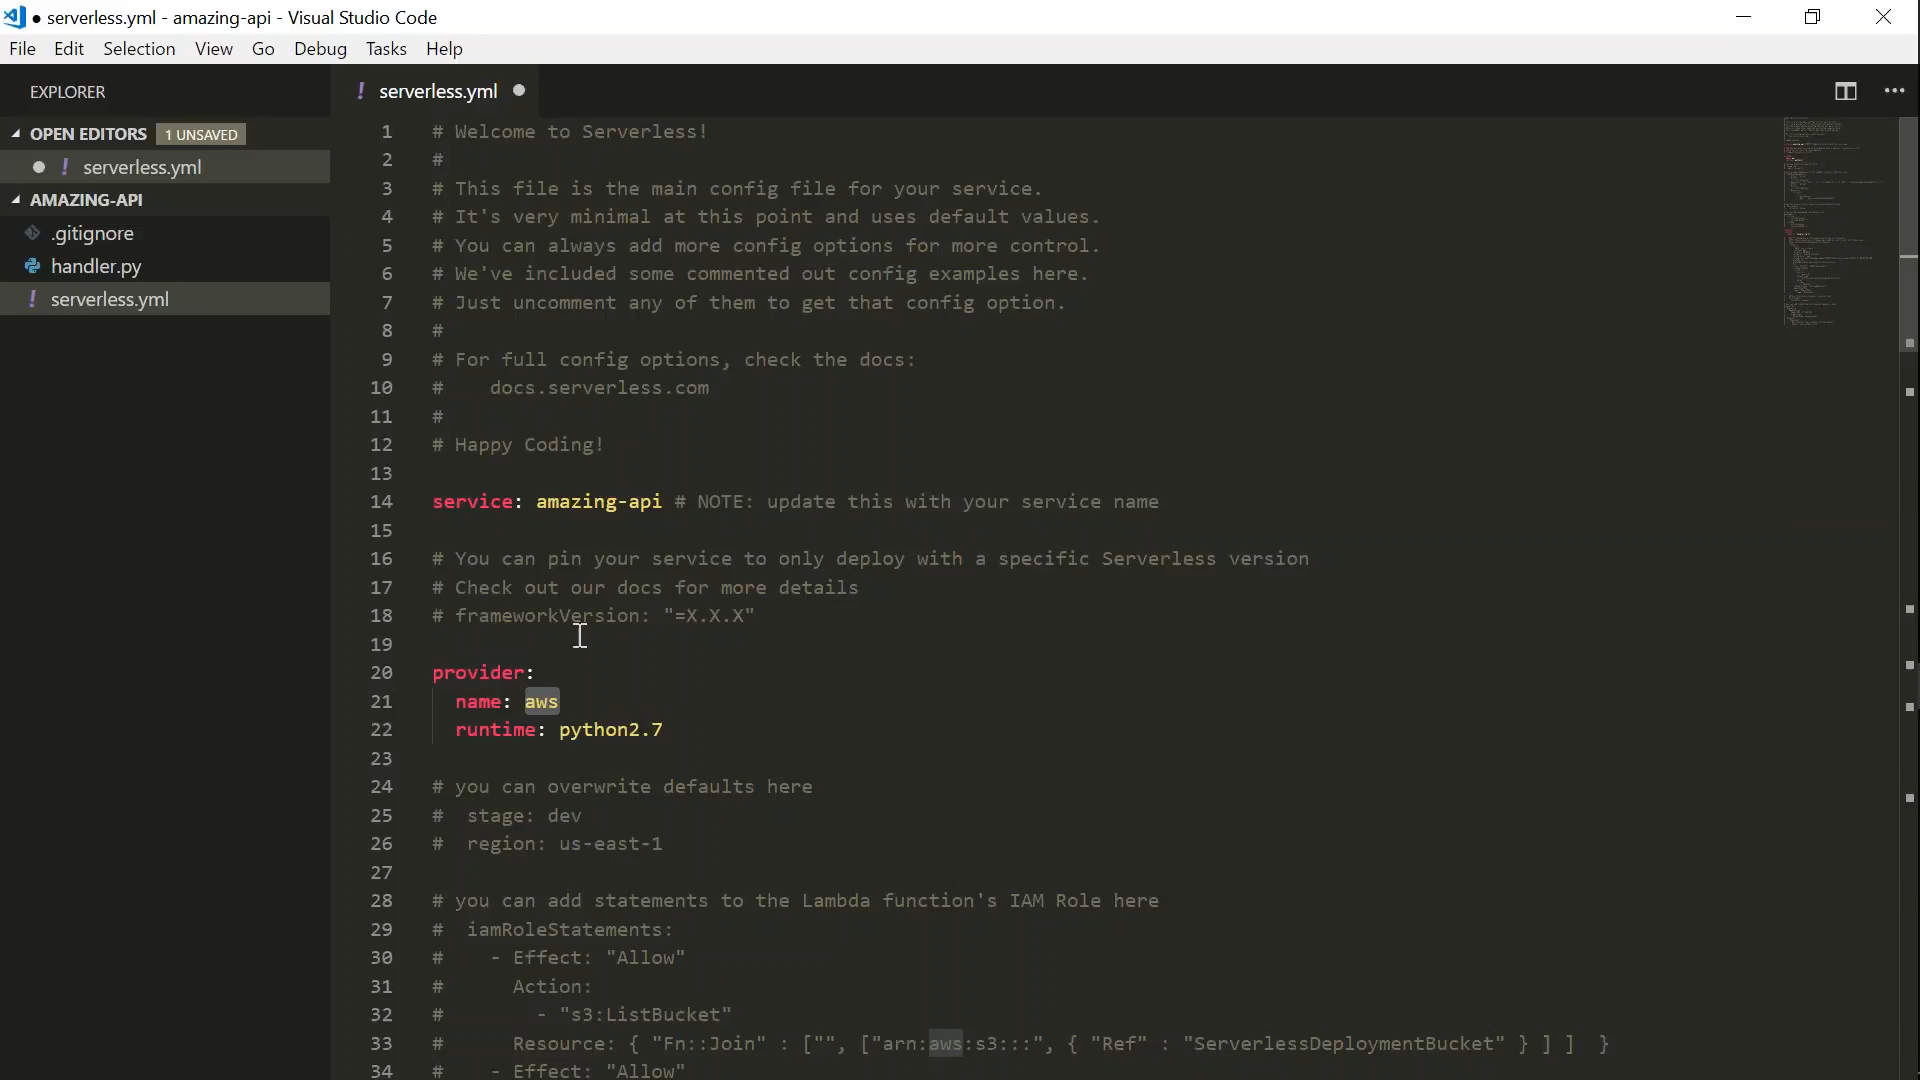 ● serverless.yml - amazing-api - Visual Studio Code
File Edit Selection View Go Debug Tasks Help
EXPLORER
OPEN EDITORS 1 UNSAVED
! serverless.yml
AMAZING-API
.gitignore
handler.py
! serverless.yml
! serverless.yml ●
1 # Welcome to Serverless!
2 #
3 # This file is the main config file for your service.
4 # It's very minimal at this point and uses default values.
5 # You can always add more config options for more control.
6 # We've included some commented out config examples here.
7 # Just uncomment any of them to get that config option.
8 #
9 # For full config options, check the docs:
10 #    docs.serverless.com
11 #
12 # Happy Coding!
13
14 service: amazing-api # NOTE: update this with your service name
15
16 # You can pin your service to only deploy with a specific Serverless version
17 # Check out our docs for more details
18 # frameworkVersion: "=X.X.X"
19
20 provider:
21   name: aws
22   runtime: python2.7
23
24 # you can overwrite defaults here
25 #  stage: dev
26 #  region: us-east-1
27
28 # you can add statements to the Lambda function's IAM Role here
29 #  iamRoleStatements:
30 #    - Effect: "Allow"
31 #      Action:
32 #        - "s3:ListBucket"
33 #      Resource: { "Fn::Join" : ["", ["arn:aws:s3:::", { "Ref" : "ServerlessDeploymentBucket" } ] ]  }
34 #    - Effect: "Allow"